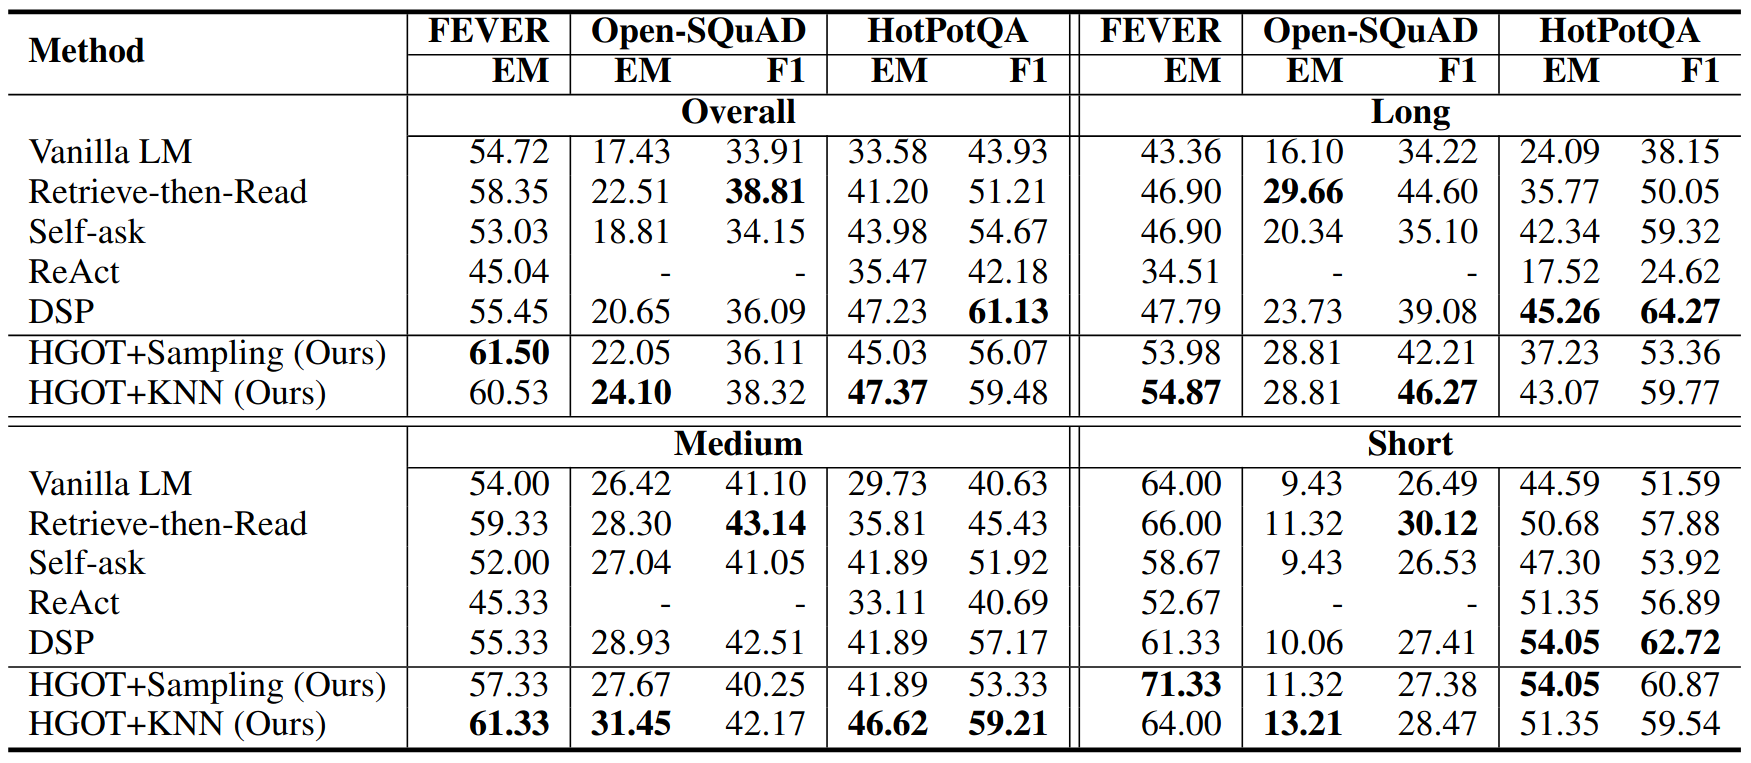 Method FEVER Open-SQuAD HotPotQA FEVER Open-SQuAD HotPotQA
EM EM F1 EM F1 EM EM F1 EM F1
Overall Long
Vanilla LM 54.72 17.43 33.91 33.58 43.93 43.36 16.10 34.22 24.09 38.15
Retrieve-then-Read 58.35 22.51 38.81 41.20 51.21 46.90 29.66 44.60 35.77 50.05
Self-ask 53.03 18.81 34.15 43.98 54.67 46.90 20.34 35.10 42.34 59.32
ReAct 45.04 - - 35.47 42.18 34.51 - - 17.52 24.62
DSP 55.45 20.65 36.09 47.23 61.13 47.79 23.73 39.08 45.26 64.27
HGOT+Sampling (Ours) 61.50 22.05 36.11 45.03 56.07 53.98 28.81 42.21 37.23 53.36
HGOT+KNN (Ours) 60.53 24.10 38.32 47.37 59.48 54.87 28.81 46.27 43.07 59.77
Medium Short
Vanilla LM 54.00 26.42 41.10 29.73 40.63 64.00 9.43 26.49 44.59 51.59
Retrieve-then-Read 59.33 28.30 43.14 35.81 45.43 66.00 11.32 30.12 50.68 57.88
Self-ask 52.00 27.04 41.05 41.89 51.92 58.67 9.43 26.53 47.30 53.92
ReAct 45.33 - - 33.11 40.69 52.67 - - 51.35 56.89
DSP 55.33 28.93 42.51 41.89 57.17 61.33 10.06 27.41 54.05 62.72
HGOT+Sampling (Ours) 57.33 27.67 40.25 41.89 53.33 71.33 11.32 27.38 54.05 60.87
HGOT+KNN (Ours) 61.33 31.45 42.17 46.62 59.21 64.00 13.21 28.47 51.35 59.54